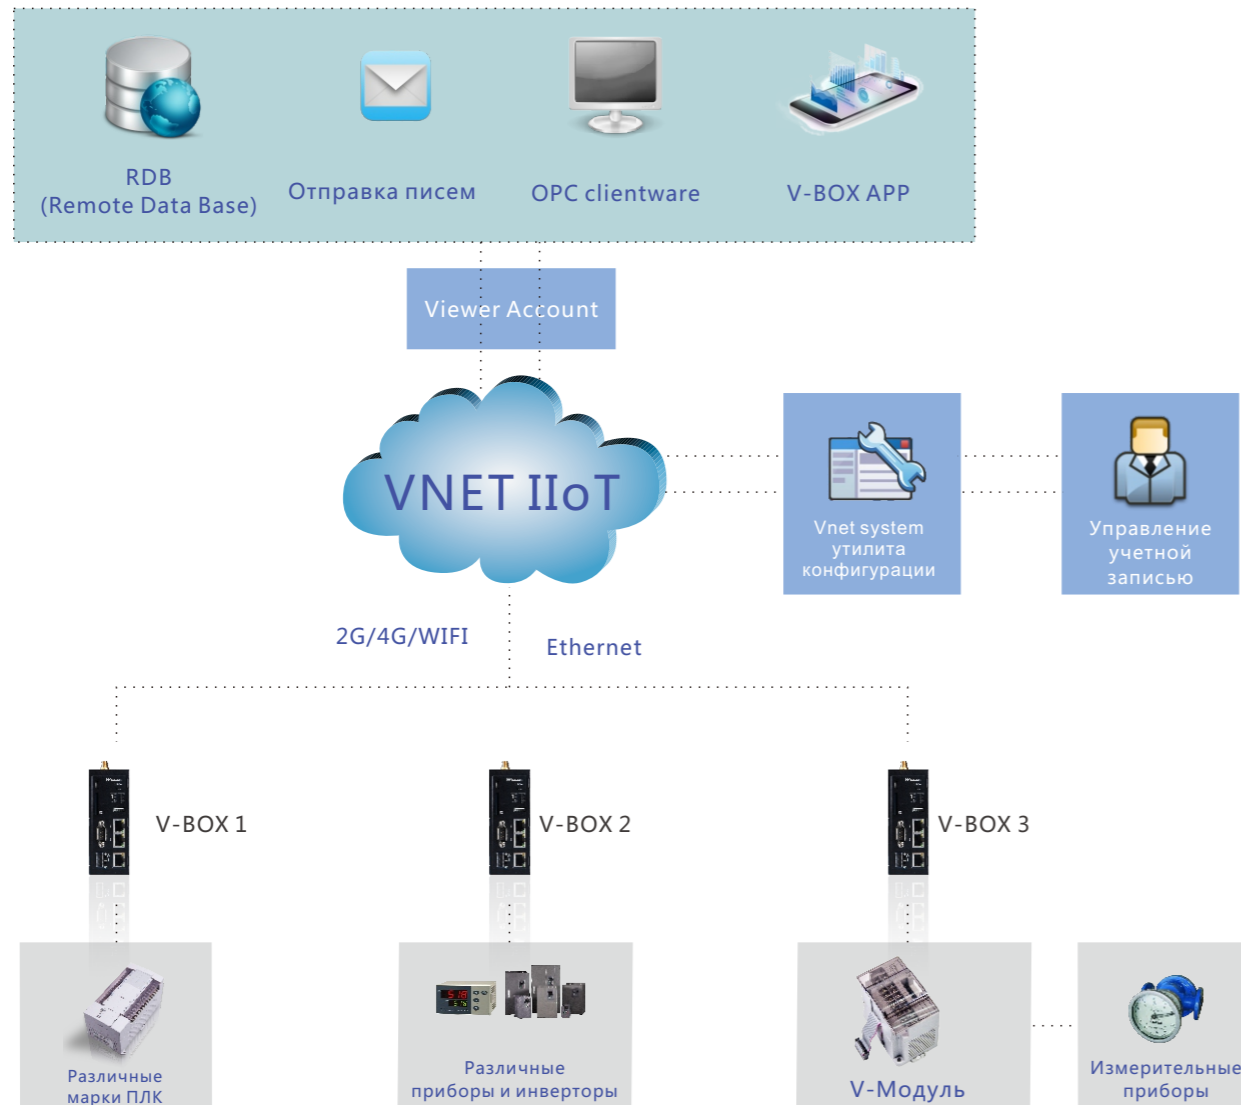 RDB
(Remote Data Base)
Отправка писем
OPC clientware
V-BOX APP
Viewer Account
VNET IIoT
Vnet system
утилита
конфигурации
Управление
учетной
записью
2G/4G/WIFI
Ethernet
V-BOX 1
V-BOX 2
V-BOX 3
Различные
марки ПЛК
Различные
приборы и инверторы
V-Модуль
Измерительные
приборы